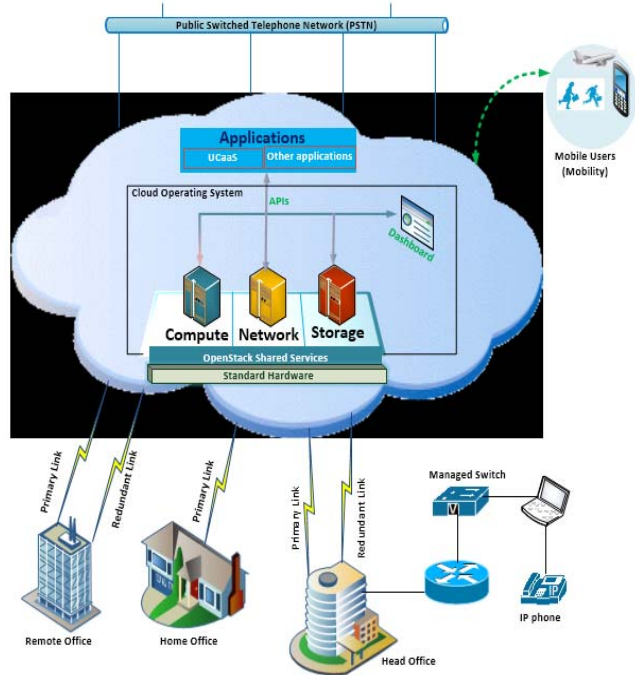 Public Switched Telephone Network (PSTN)
Mobile Users
(Mobility)
Applications
UCaaS
Other applications
Cloud Operating System
APIs
Dashboard
Compute
Network
Storage
OpenStack Shared Services
Standard Hardware
Primary Link
Redundant Link
Primary Link
Primary Link
Redundant Link
Managed Switch
V
IP
IP phone
Remote Office
Home Office
Head Office